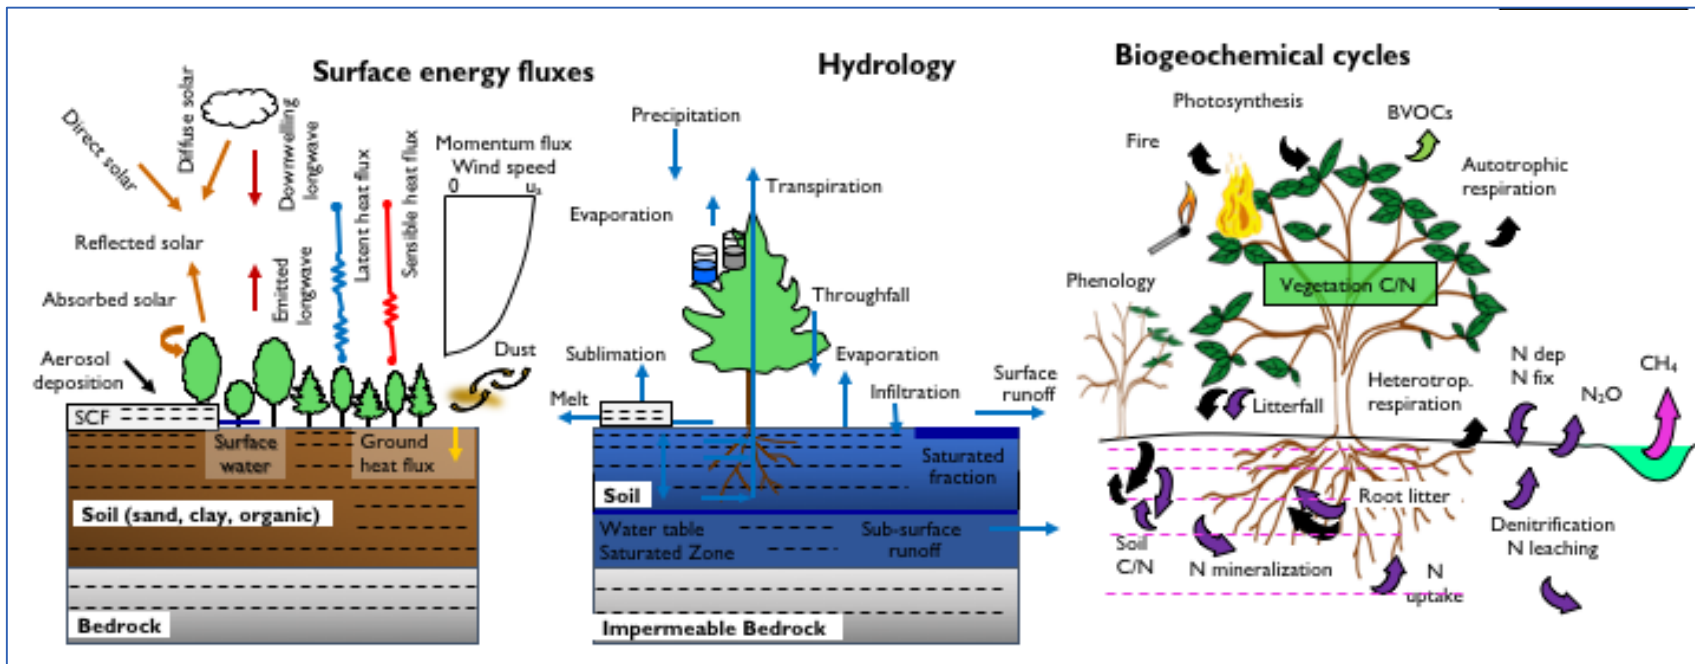 Surface energy fluxes
Direct solar
Diffuse solar
Downwelling
longwave
Reflected solar
Absorbed solar
Emitted
longwave
Latent heat flux
Sensible heat flux
Momentum flux
Wind speed
0
Aerosol
deposition
SCF
Dust
Surface
water
Ground
heat flux
Soil (sand, clay, organic)
Bedrock
Hydrology
Precipitation
Transpiration
Evaporation
Throughfall
Sublimation
Evaporation
Melt
Infiltration
Surface
runoff
Saturated
fraction
Soil
Water table
Saturated Zone
Sub-surface
runoff
Impermeable Bedrock
Biogeochemical cycles
Photosynthesis
BVOCs
Fire
Autotrophic
respiration
Phenology
Vegetation C/N
Litterfall
Heterotrop.
respiration
N dep
N fix
N₂O
CH₄
Root litter
Soil
C/N
N mineralization
N
uptake
Denitrification
N leaching